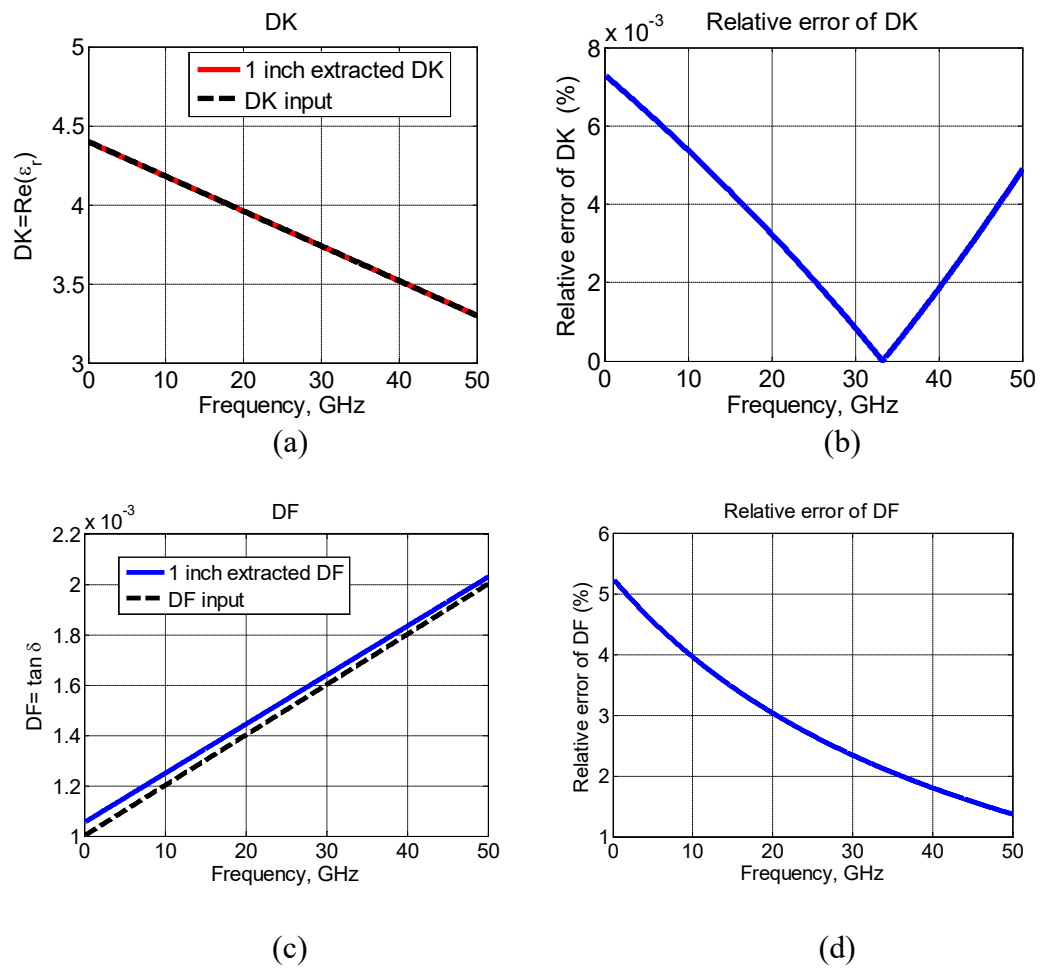 DK
5
4.5
4
3.5
3
DK=Re(εr)
1 inch extracted DK
DK input
0 10 20 30 40 50
Frequency, GHz
(a)
Relative error of DK
x 10-3
8
6
4
2
0
Relative error of DK (%)
0 10 20 30 40 50
Frequency, GHz
(b)
DF
x 10-3
2.2
2
1.8
1.6
1.4
1.2
1
DF= tan δ
1 inch extracted DF
DF input
0 10 20 30 40 50
Frequency, GHz
(c)
Relative error of DF
6
5
4
3
2
1
Relative error of DF (%)
0 10 20 30 40 50
Frequency, GHz
(d)